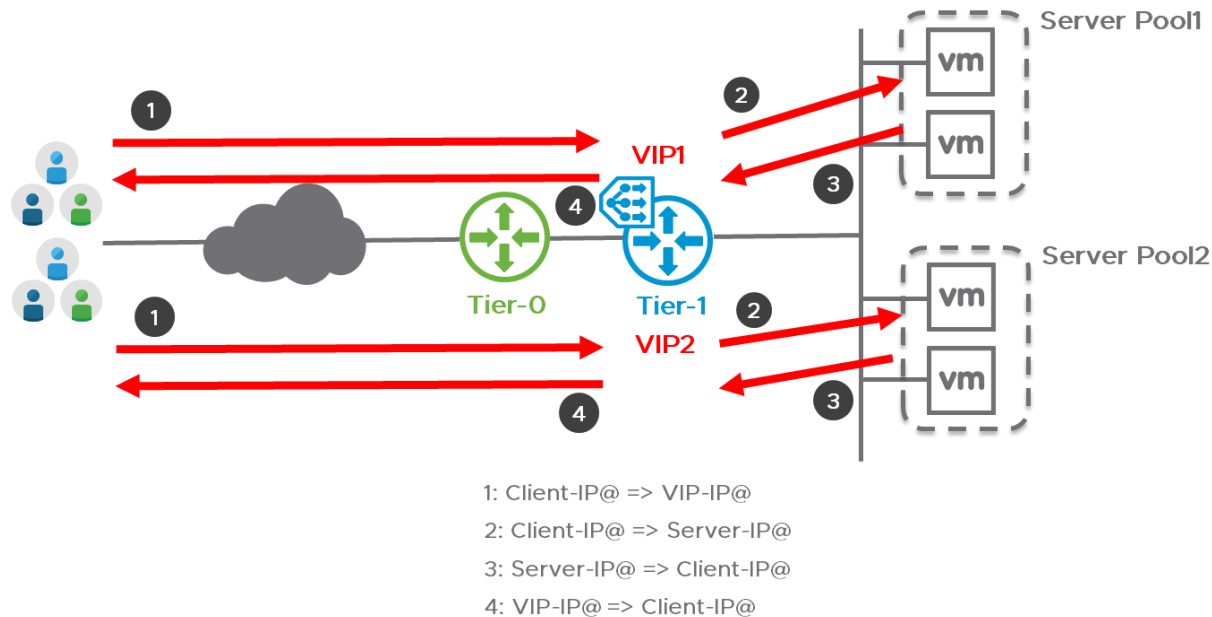 Server Pool1
vm
2
1
VIP1
vm
3
4
Server Pool2
vm
Tier-0
Tier-1
1
2
VIP2
vm
3
4
1: Client-IP@ => VIP-IP@
2: Client-IP@ => Server-IP@
3: Server-IP@ => Client-IP@
4: VIP-IP@ => Client-IP@